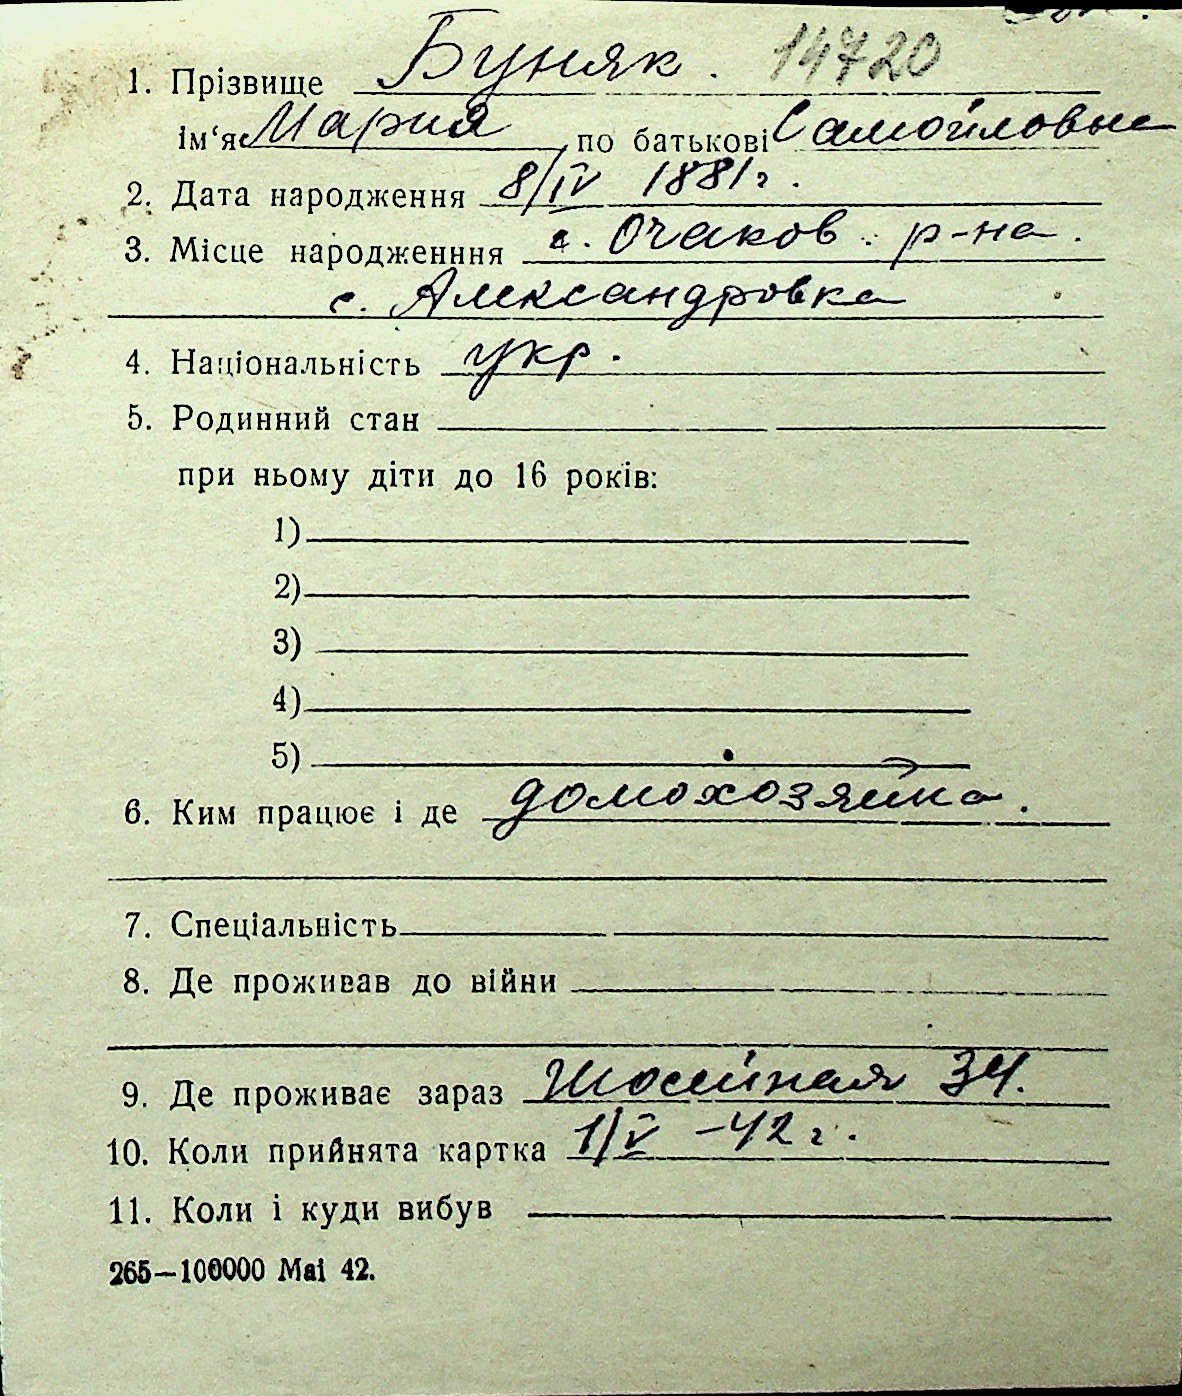 1. Прізвище Буняк. 14720
ім‘я Мария по батькові Самойловна
2. Дата народження 8/IV 1881 г.
3. Місце народженння Очаков. р-на.
с. Александровка
4. Національність укр.
5. Родинний стан
при ньому діти до 16 років:
1)
2)
3)
4)
5)
6. Ким працює і де домохозяйка.
7. Спеціальність
8. Де проживав до війни
9. Де проживає зараз Шосейная 34.
10. Коли прийнята картка 1/V -42 г.
11. Коли і куди вибув
265—100000 Mai 42.